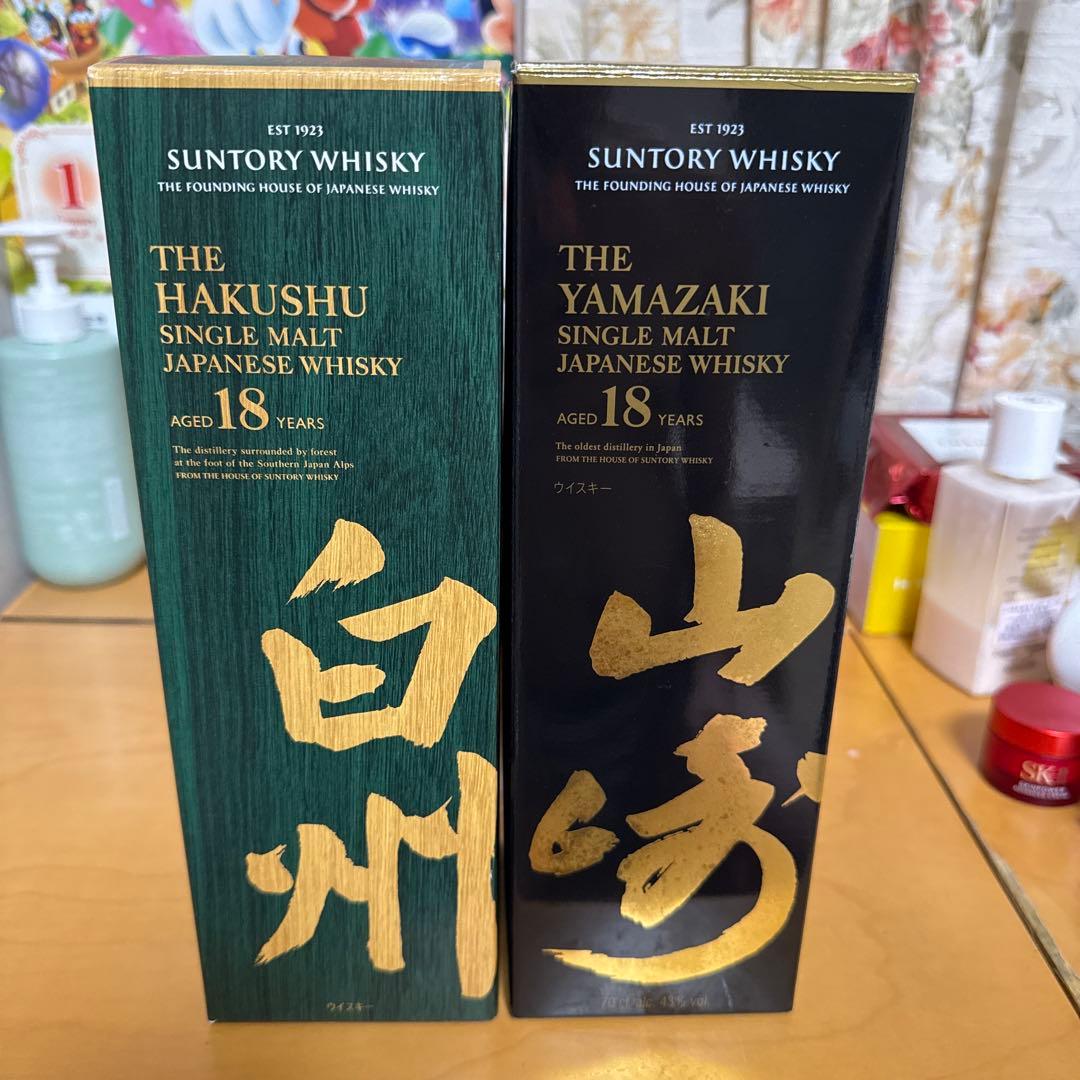 EST 1923
SUNTORY WHISKY
THE FOUNDING HOUSE OF JAPANESE WHISKY
THE
HAKUSHU
SINGLE MALT
JAPANESE WHISKY
AGED 18 YEARS
The distillery surrounded by forest
at the foot of the Southern Japan Alps
FROM THE HOUSE OF SUNTORY WHISKY
白州
ウイスキー
EST 1923
SUNTORY WHISKY
THE FOUNDING HOUSE OF JAPANESE WHISKY
THE
YAMAZAKI
SINGLE MALT
JAPANESE WHISKY
AGED 18 YEARS
The oldest distillery in Japan
FROM THE HOUSE OF SUNTORY WHISKY
ウイスキー
山崎
70 cl alc. 43% vol
1
SK